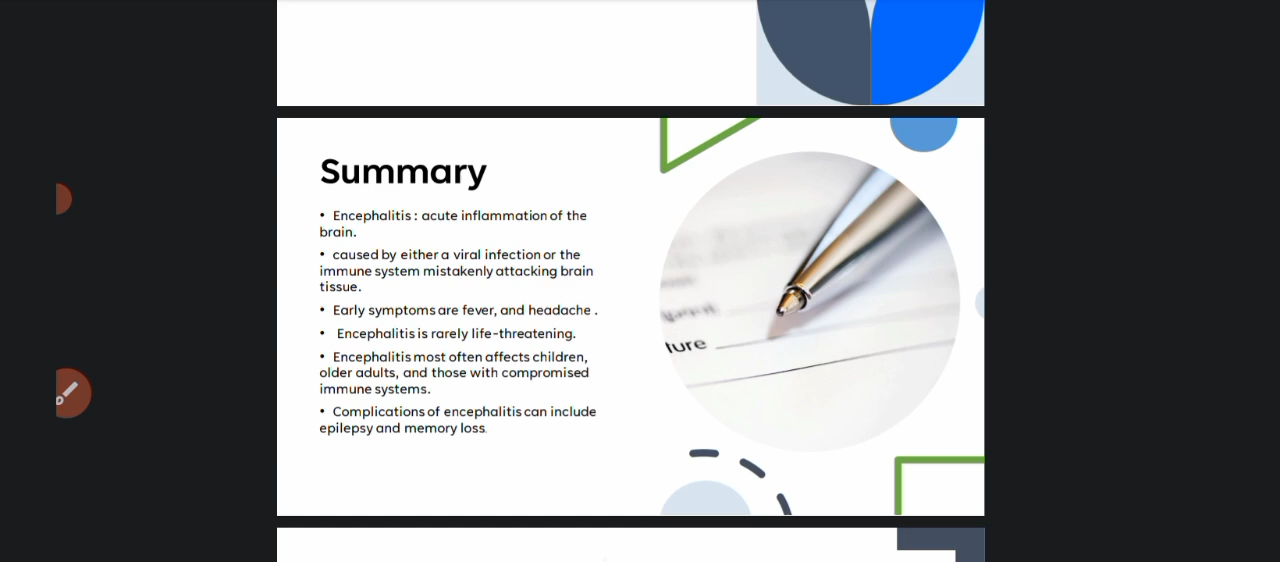 Summary
• Encephalitis : acute inflammation of the
brain.
• caused by either a viral infection or the
immune system mistakenly attacking brain
tissue.
• Early symptoms are fever, and headache .
• Encephalitis is rarely life-threatening.
• Encephalitis most often affects children,
older adults, and those with compromised
immune systems.
• Complications of encephalitis can include
epilepsy and memory loss.
ture